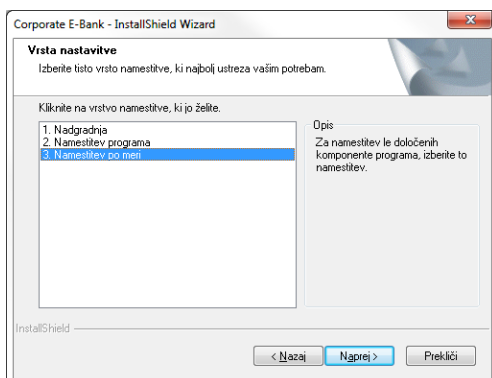 Corporate E-Bank - InstallShield Wizard
Vrsta nastavitve
Izberite tisto vrsto namestitve, ki najbolj ustreza vašim potrebam.
Kliknite na vrstvo namestitve, ki jo želite.
1. Nadgradnja
2. Namestitev programa
3. Namestitev po meri
Opis
Za namestitev le določenih
komponente programa, izberite to
namestitev.
InstallShield
< Nazaj
Naprej >
Prekliči